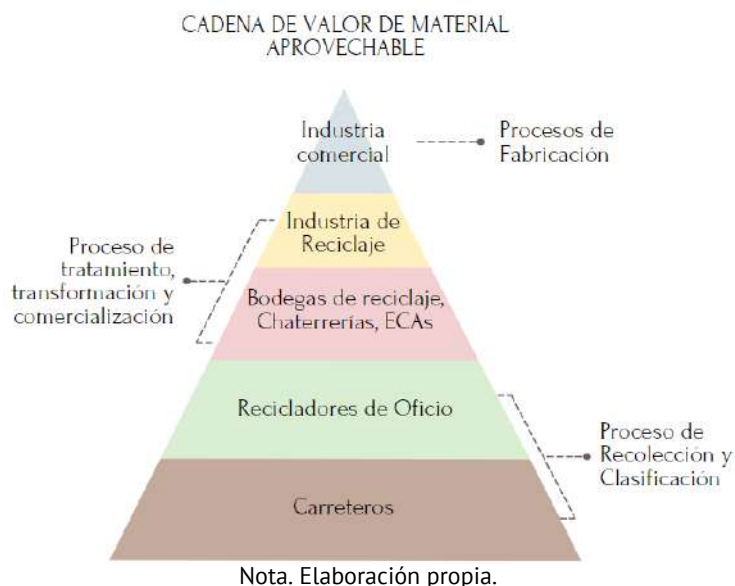 CADENA DE VALOR DE MATERIAL
APROVECHABLE
Industria
comercial
Procesos de
Fabricación
Industria de
Reciclaje
Proceso de
tratamiento,
transformación y
comercialización
Bodegas de reciclaje,
Chaterrerías, ECAs
Recicladores de Oficio
Proceso de
Recolección y
Clasificación
Carreteros
Nota. Elaboración propia.